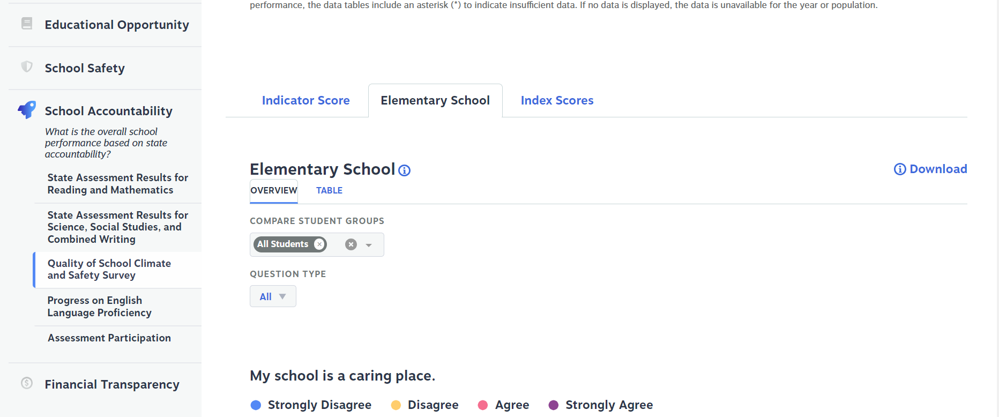 performance, the data tables include an asterisk (*) to indicate insufficient data. If no data is displayed, the data is unavailable for the year or population.
Educational Opportunity
School Safety
School Accountability
What is the overall school
performance based on state
accountability?
State Assessment Results for
Reading and Mathematics
State Assessment Results for
Science, Social Studies, and
Combined Writing
Quality of School Climate
and Safety Survey
Progress on English
Language Proficiency
Assessment Participation
Financial Transparency
Indicator Score
Elementary School
Index Scores
Elementary School
Download
OVERVIEW
TABLE
COMPARE STUDENT GROUPS
All Students
QUESTION TYPE
All
My school is a caring place.
Strongly Disagree
Disagree
Agree
Strongly Agree